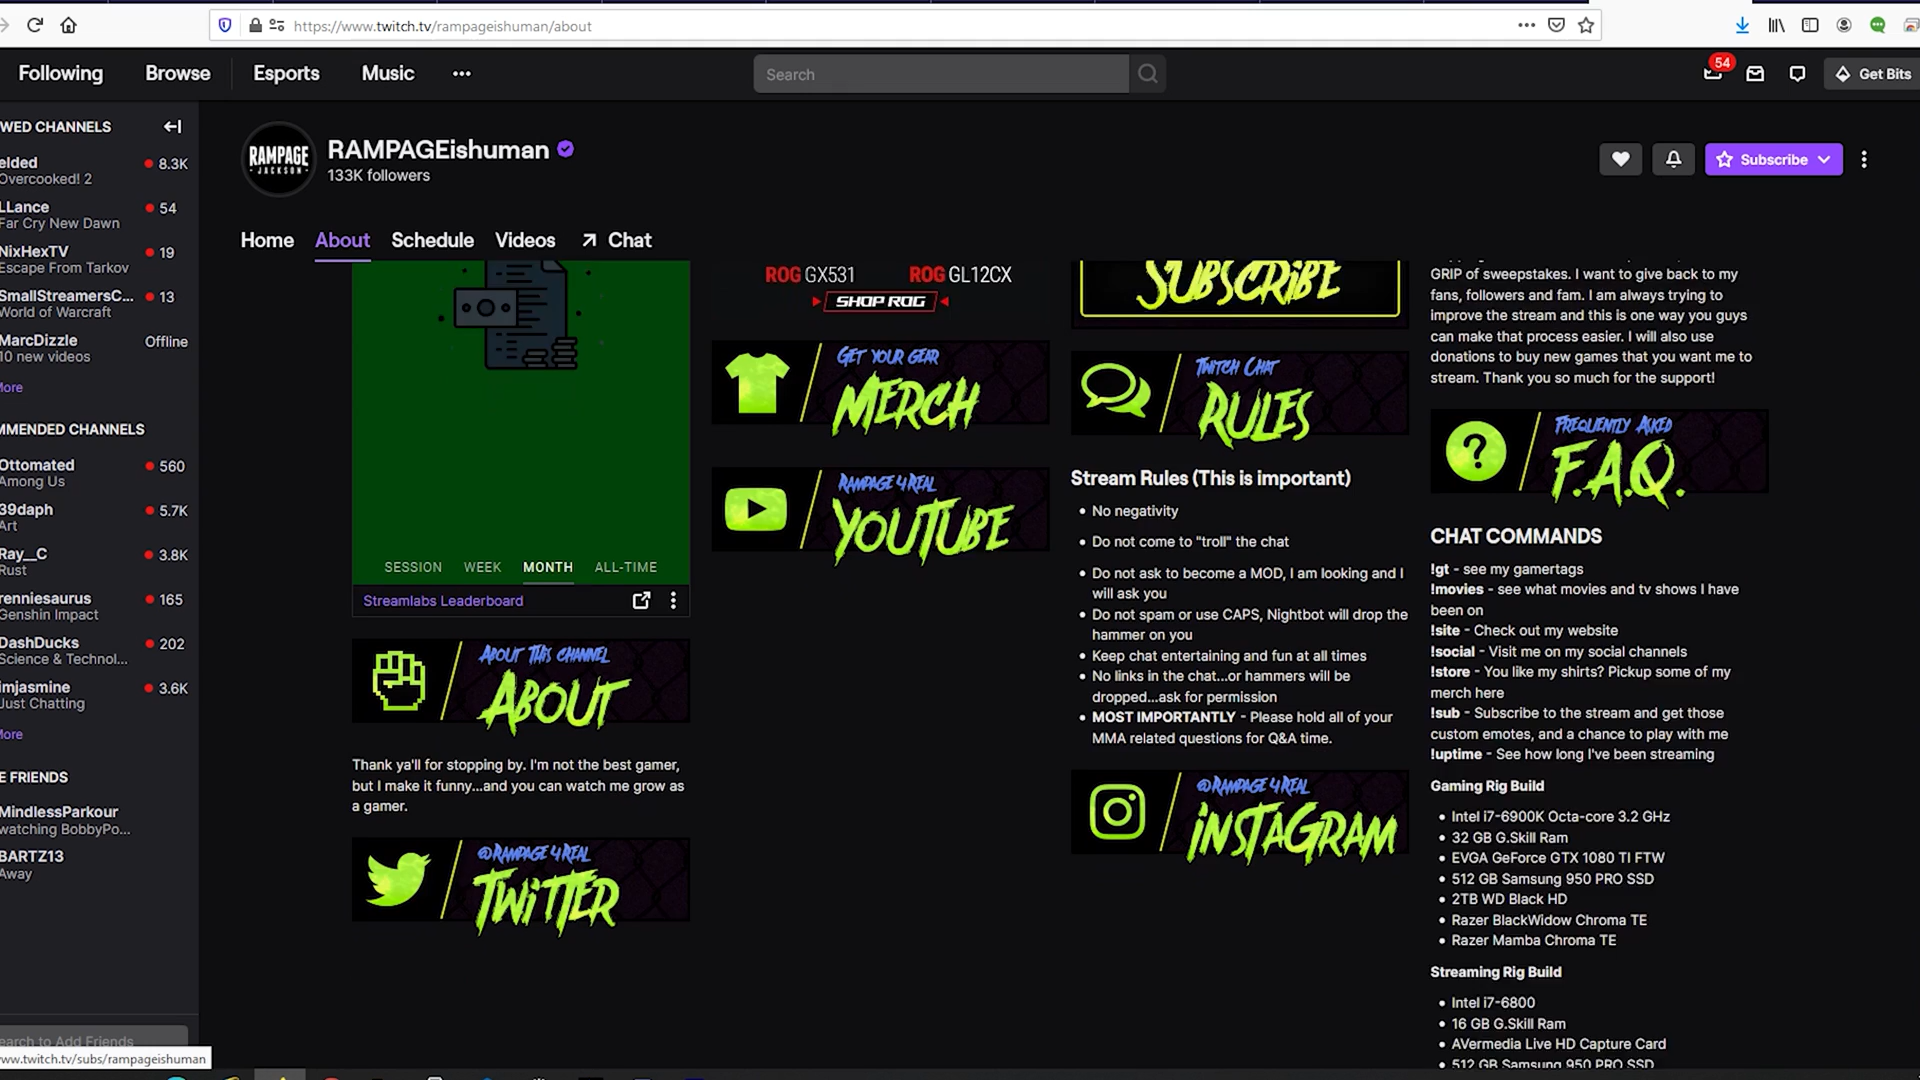 https://www.twitch.tv/rampageishuman/about
Following
Browse
Esports
Music
Search
54
Get Bits
WED CHANNELS
elded
8.3K
Overcooked! 2
LLance
54
Far Cry New Dawn
NixHexTV
19
Escape From Tarkov
SmallStreamersC...
13
World of Warcraft
MarcDizzle
Offline
10 new videos
More
MMENDED CHANNELS
Ottomated
560
Among Us
39daph
5.7K
Art
Ray__C
3.8K
Rust
renniesaurus
165
Genshin Impact
DashDucks
202
Science & Technol...
imjasmine
3.6K
Just Chatting
More
E FRIENDS
MindlessParkour
watching BobbyPo...
BARTZ13
Away
earch to Add Friends
www.twitch.tv/subs/rampageishuman
RAMPAGE
JACKSON
RAMPAGEishuman
133K followers
Subscribe
Home
About
Schedule
Videos
Chat
SESSION
WEEK
MONTH
ALL-TIME
Streamlabs Leaderboard
ABOUT THIS CHANNEL
ABOUT
Thank ya'll for stopping by. I'm not the best gamer,
but I make it funny...and you can watch me grow as
a gamer.
@RAMPAGE4REAL
TWITTER
ROG GX531
ROG GL12CX
SHOP ROG
GET YOUR GEAR
MERCH
RAMPAGE4REAL
YOUTUBE
SUBSCRIBE
TWITCH CHAT
RULES
Stream Rules (This is important)
• No negativity
• Do not come to "troll" the chat
• Do not ask to become a MOD, I am looking and I
will ask you
• Do not spam or use CAPS, Nightbot will drop the
hammer on you
• Keep chat entertaining and fun at all times
• No links in the chat...or hammers will be
dropped...ask for permission
• MOST IMPORTANTLY - Please hold all of your
MMA related questions for Q&A time.
@RAMPAGE4REAL
INSTAGRAM
GRIP of sweepstakes. I want to give back to my
fans, followers and fam. I am always trying to
improve the stream and this is one way you guys
can make that process easier. I will also use
donations to buy new games that you want me to
stream. Thank you so much for the support!
FREQUENTLY ASKED
F.A.Q.
CHAT COMMANDS
!gt - see my gamertags
!movies - see what movies and tv shows I have
been on
!site - Check out my website
!social - Visit me on my social channels
!store - You like my shirts? Pickup some of my
merch here
!sub - Subscribe to the stream and get those
custom emotes, and a chance to play with me
!uptime - See how long I've been streaming
Gaming Rig Build
• Intel i7-6900K Octa-core 3.2 GHz
• 32 GB G.Skill Ram
• EVGA GeForce GTX 1080 TI FTW
• 512 GB Samsung 950 PRO SSD
• 2TB WD Black HD
• Razer BlackWidow Chroma TE
• Razer Mamba Chroma TE
Streaming Rig Build
• Intel i7-6800
• 16 GB G.Skill Ram
• AVermedia Live HD Capture Card
• 512 GB Samsung 950 PRO SSD